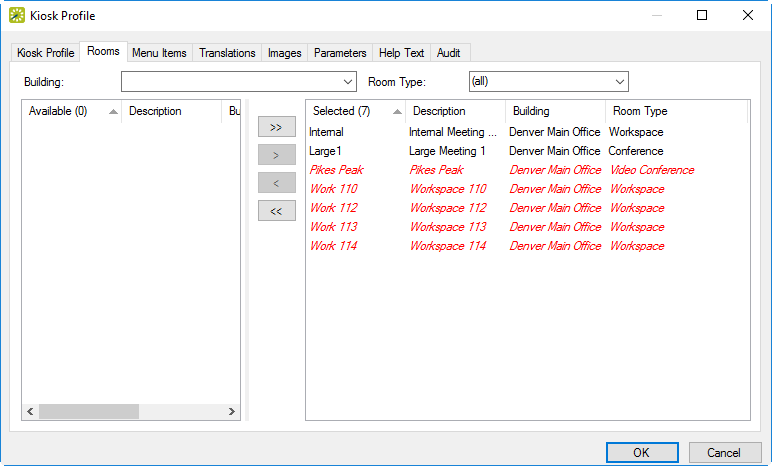 Kiosk Profile
Kiosk Profile Rooms Menu Items Translations Images Parameters Help Text Audit
Building: Room Type: (all)
Available (0) Description Bu
Selected (7) Description Building Room Type
>>
>
<
<<
Internal Internal Meeting ... Denver Main Office Workspace
Large1 Large Meeting 1 Denver Main Office Conference
Pikes Peak Pikes Peak Denver Main Office Video Conference
Work 110 Workspace 110 Denver Main Office Workspace
Work 112 Workspace 112 Denver Main Office Workspace
Work 113 Workspace 113 Denver Main Office Workspace
Work 114 Workspace 114 Denver Main Office Workspace
OK Cancel